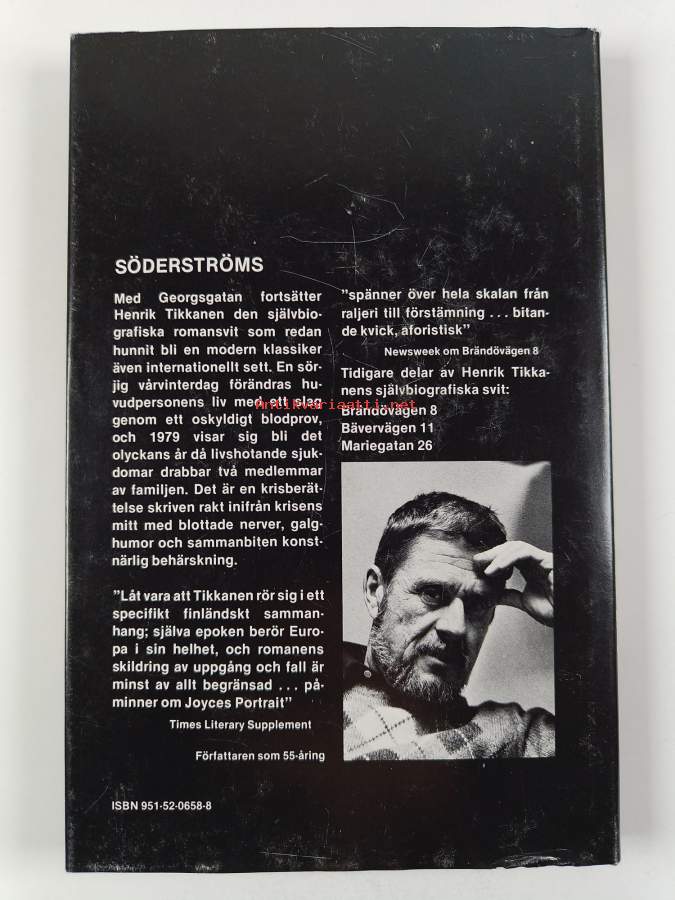 SÖDERSTRÖMS
Med Georgsgatan fortsätter
Henrik Tikkanen den självbio-
grafiska romansvit som redan
hunnit bli en modern klassiker
även internationellt sett. En sör-
jig vårvinterdag förändras hu-
vudpersonens liv med ett slag
genom ett oskyldigt blodprov,
och 1979 visar sig bli det
olyckans år då livshotande sjuk-
domar drabbar två medlemmar
av familjen. Det är en krisberät-
telse skriven rakt inifrån krisens
mitt med blottade nerver, galg-
humor och sammanbiten konst-
närlig behärskning.
”Låt vara att Tikkanen rör sig i ett
specifikt finländskt samman-
hang; själva epoken berör Euro-
pa i sin helhet, och romanens
skildring av uppgång och fall är
minst av allt begränsad ... på-
minner om Joyces Portrait”
Times Literary Supplement
Författaren som 55-åring
ISBN 951-52-0658-8
”spänner över hela skalan från
raljeri till förstämning ... bitan-
de kvick, aforistisk”
Newsweek om Brändövägen 8
Tidigare delar av Henrik Tikka-
nens självbiografiska svit:
Brändövägen 8
Bävervägen 11
Mariegatan 26
Antikvariaatti.net